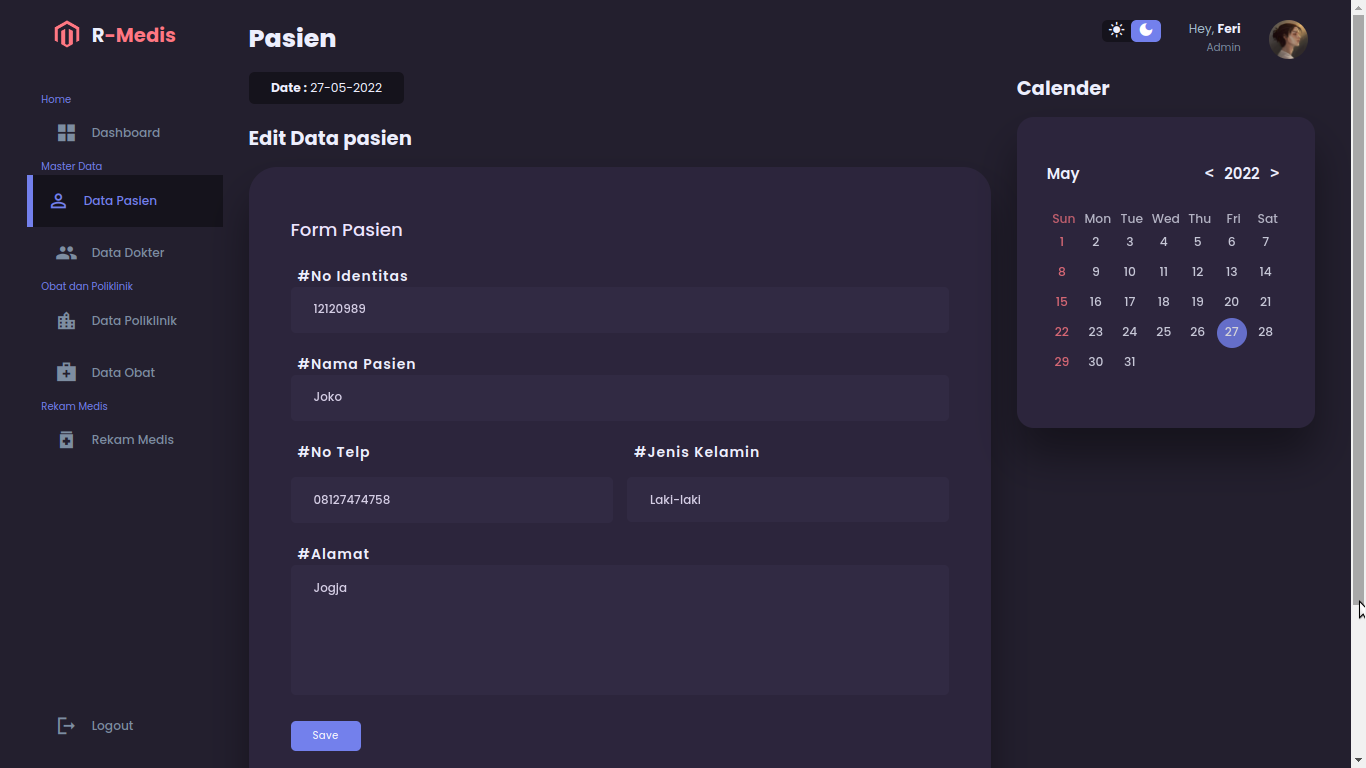 R-Medis
Home
Dashboard
Master Data
Data Pasien
Data Dokter
Obat dan Poliklinik
Data Poliklinik
Data Obat
Rekam Medis
Rekam Medis
Logout
Pasien
Date : 27-05-2022
Edit Data pasien
Form Pasien
#No Identitas
12120989
#Nama Pasien
Joko
#No Telp #Jenis Kelamin
08127474758 Laki-laki
#Alamat
Jogja
Save
Hey, Feri
Admin
Calender
May < 2022 >
Sun Mon Tue Wed Thu Fri Sat
1 2 3 4 5 6 7
8 9 10 11 12 13 14
15 16 17 18 19 20 21
22 23 24 25 26 27 28
29 30 31